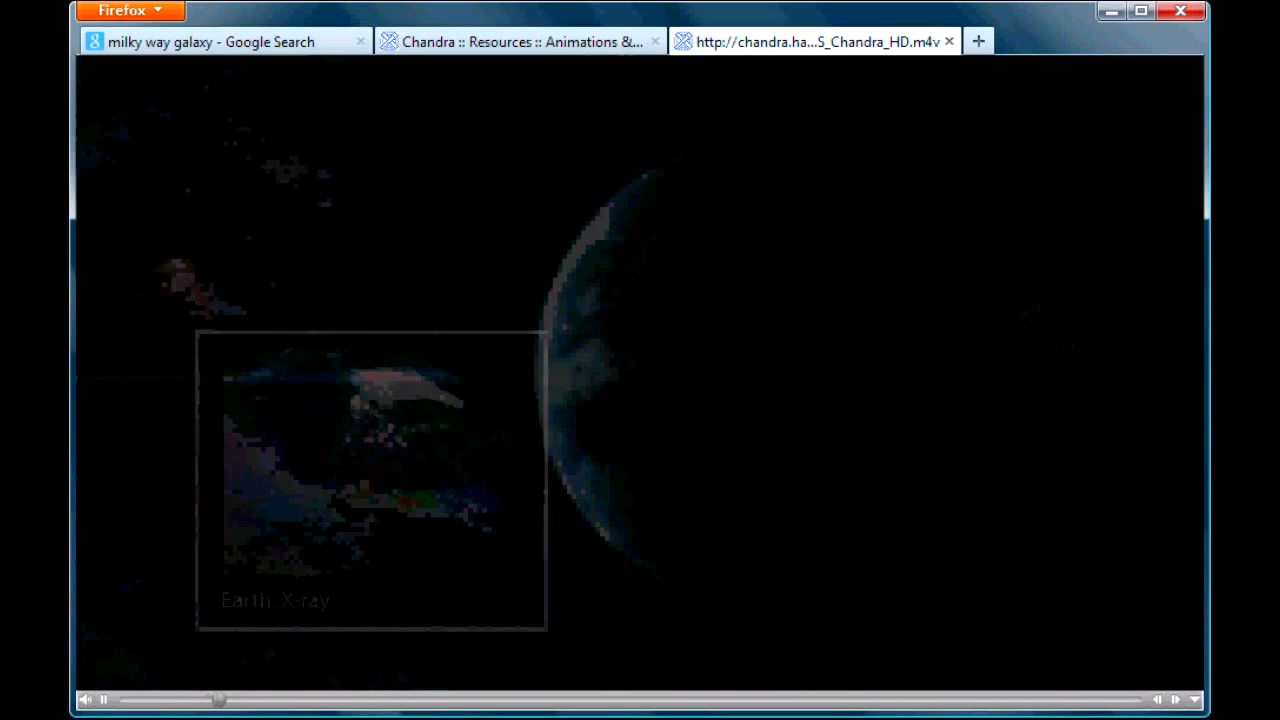 Firefox
milky way galaxy - Google Search
Chandra :: Resources :: Animations &...
http://chandra.ha...S_Chandra_HD.m4v
Earth: X-ray